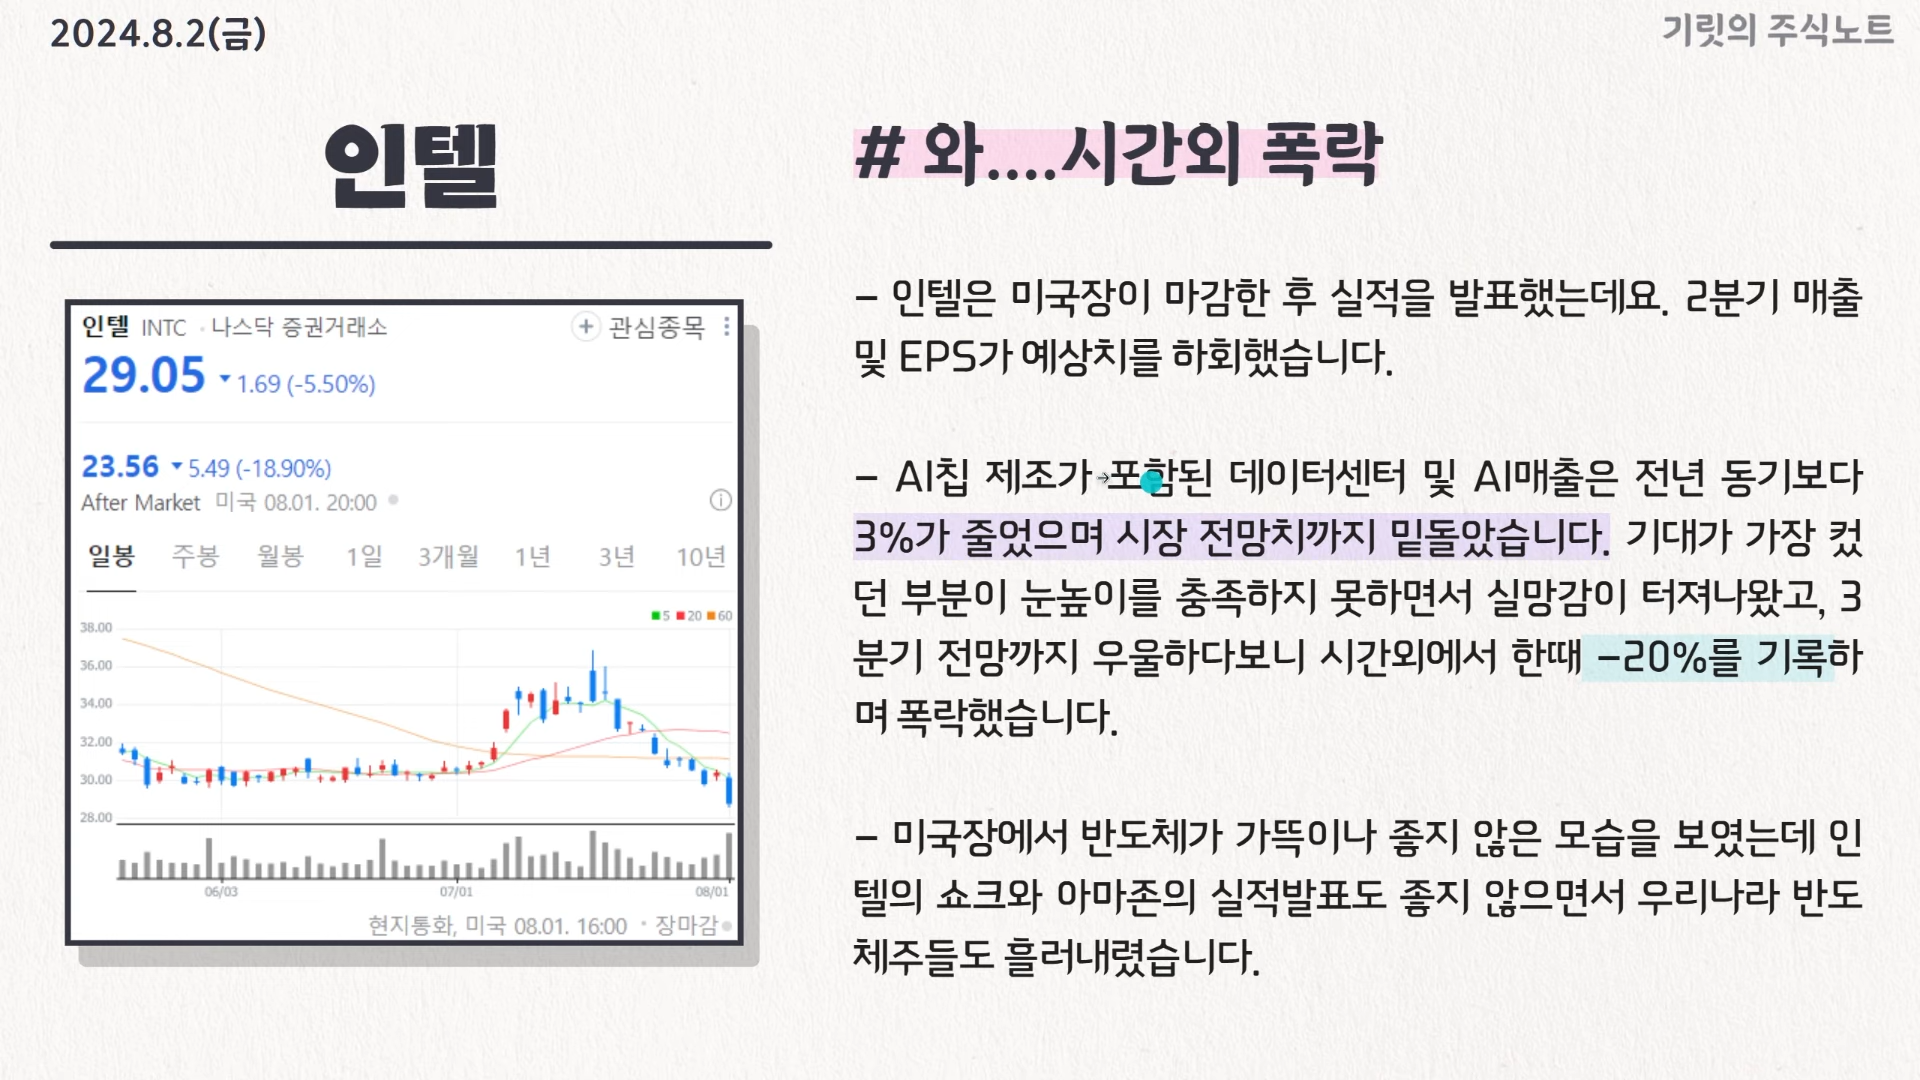 2024.8.2(금)
기릿의 주식노트
인텔
# 와....시간외 폭락
인텔 INTC · 나스닥 증권거래소
+ 관심종목
29.05 ▼ 1.69 (-5.50%)
23.56 ▼ 5.49 (-18.90%)
After Market 미국 08.01. 20:00
일봉 주봉 월봉 1일 3개월 1년 3년 10년
5 20 60
38.00
36.00
34.00
32.00
30.00
28.00
06/03 07/01 08/01
현지통화, 미국 08.01. 16:00 · 장마감
– 인텔은 미국장이 마감한 후 실적을 발표했는데요. 2분기 매출
및 EPS가 예상치를 하회했습니다.
– AI칩 제조가 포함된 데이터센터 및 AI매출은 전년 동기보다
3%가 줄었으며 시장 전망치까지 밑돌았습니다. 기대가 가장 컸
던 부분이 눈높이를 충족하지 못하면서 실망감이 터져나왔고, 3
분기 전망까지 우울하다보니 시간외에서 한때 –20%를 기록하
며 폭락했습니다.
– 미국장에서 반도체가 가뜩이나 좋지 않은 모습을 보였는데 인
텔의 쇼크와 아마존의 실적발표도 좋지 않으면서 우리나라 반도
체주들도 흘러내렸습니다.